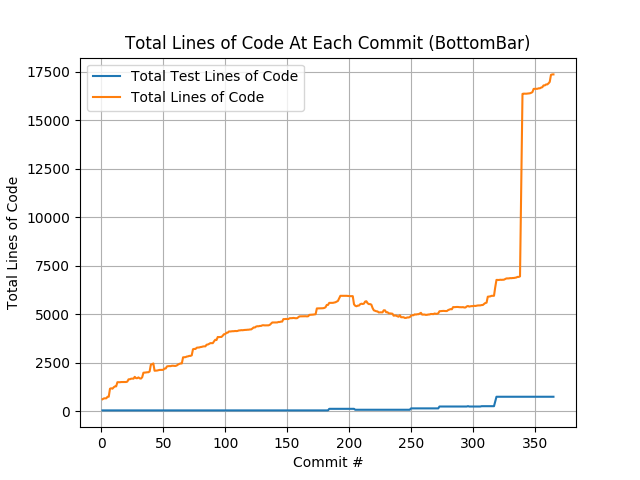 Total Lines of Code At Each Commit (BottomBar)
Total Test Lines of Code
Total Lines of Code
17500
15000
12500
10000
7500
5000
2500
0
Total Lines of Code
0 50 100 150 200 250 300 350
Commit #